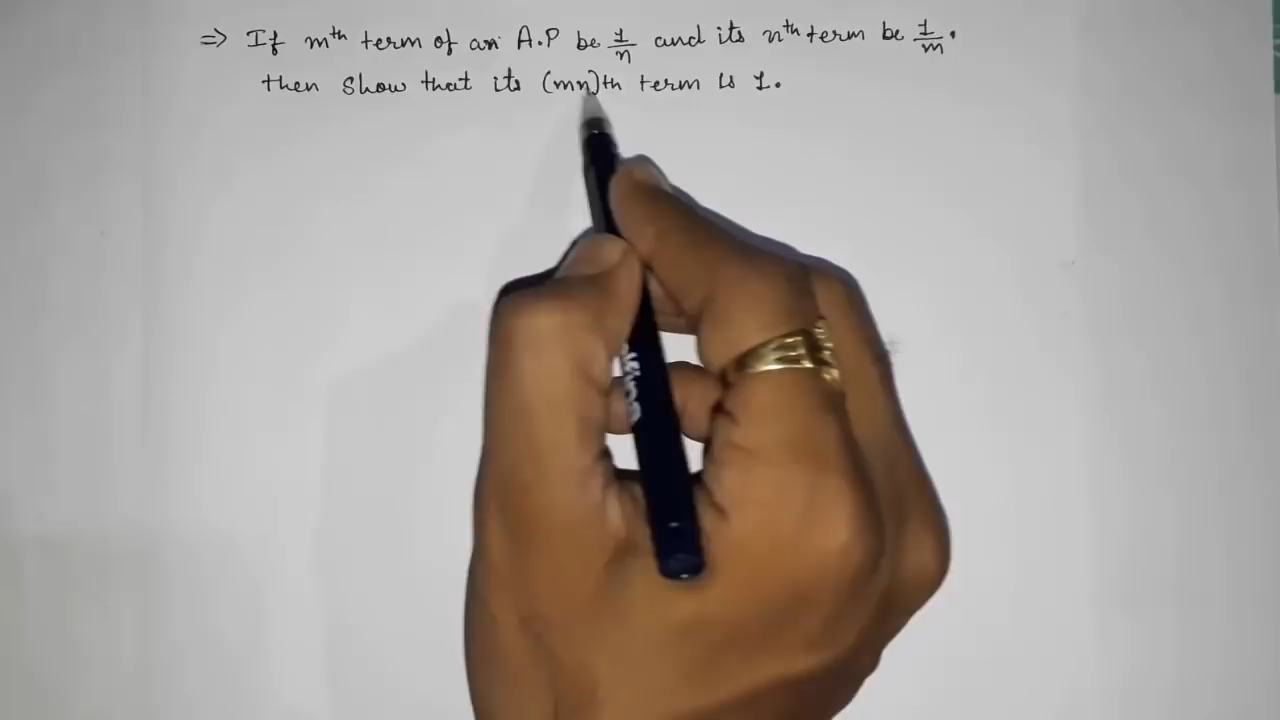 ⇒ If mth term of an A.P be 1/n and its nth term be 1/m.
then show that its (mn)th term is 1.